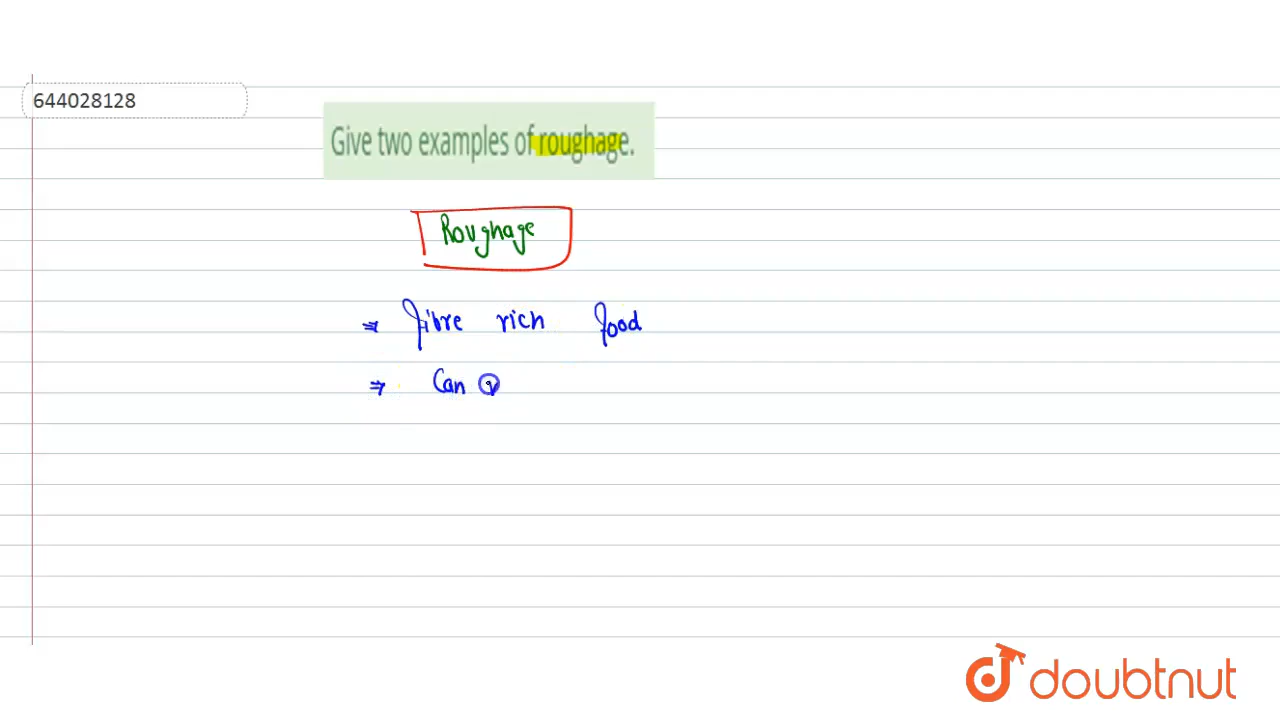 644028128
Give two examples of roughage.
Roughage
⇒ Fibre rich food
⇒ Can
doubtnut